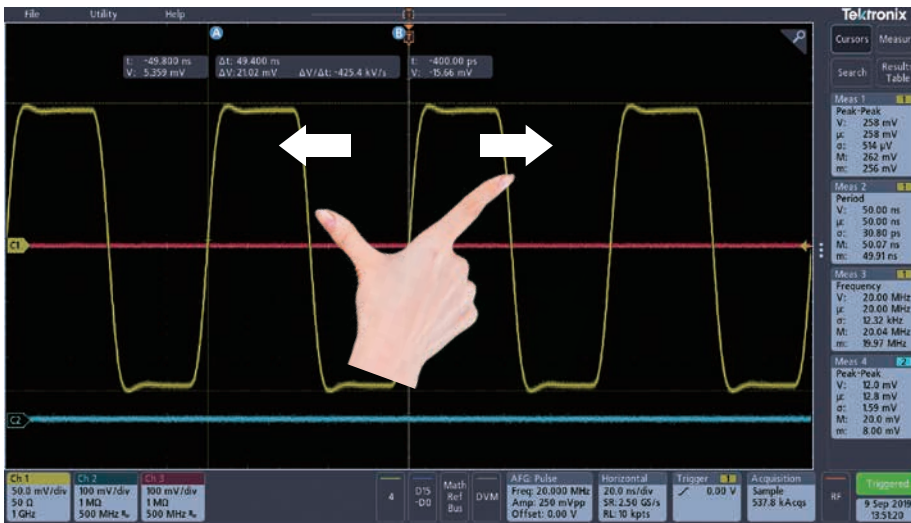 File Utility Help
Tektronix
A
B
T
t: -49.800 ns
V: 5.359 mV
Δt: 49.400 ns
ΔV: 21.02 mV ΔV/Δt: -425.4 kV/s
t: -400.00 ps
V: -15.66 mV
C1
C2
Cursors
Measur
Search
Results
Table
Meas 1 1
Peak-Peak
V: 258 mV
µ: 258 mV
σ: 514 µV
M: 262 mV
m: 256 mV
Meas 2 1
Period
V: 50.00 ns
µ: 50.00 ns
σ: 30.80 ps
M: 50.07 ns
m: 49.91 ns
Meas 3 1
Frequency
V: 20.00 MHz
µ: 20.00 MHz
σ: 12.32 kHz
M: 20.04 MHz
m: 19.97 MHz
Meas 4 2
Peak-Peak
V: 12.0 mV
µ: 12.8 mV
σ: 1.59 mV
M: 20.0 mV
m: 8.00 mV
Ch 1
50.0 mV/div
50 Ω
1 GHz
Ch 2
100 mV/div
1 MΩ
500 MHz
Ch 3
100 mV/div
1 MΩ
500 MHz
4
D15
-D0
Math
Ref
Bus
DVM
AFG: Pulse
Freq: 20.000 MHz
Amp: 250 mVpp
Offset: 0.00 V
Horizontal
20.0 ns/div
SR: 2.50 GS/s
RL: 10 kpts
Trigger 1
0.00 V
Acquisition
Sample
537.8 kAcqs
RF
Triggered
9 Sep 2019
13:51:20